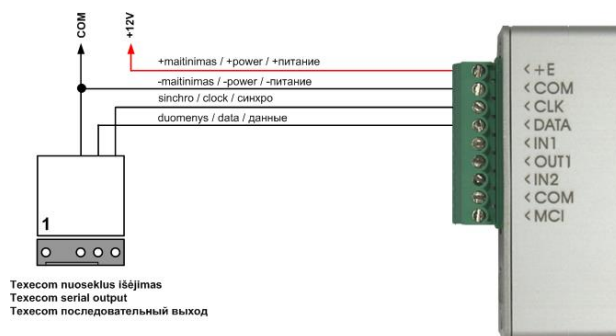 COM
+12V
+maitinimas / +power / +питание
-maitinimas / -power / -питание
sinchro / clock / синхро
duomenys / data / данные
<+E
<COM
<CLK
<DATA
<IN1
<OUT1
<IN2
<COM
<MCI
1
Texecom nuoseklus išėjimas
Texecom serial output
Texecom последовательный выход